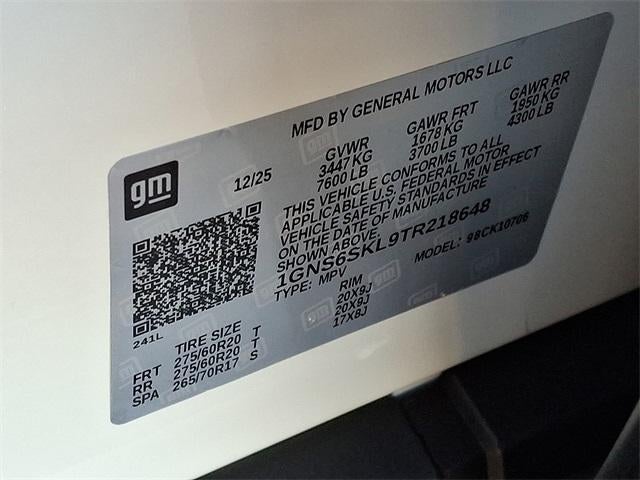 MFD BY GENERAL MOTORS LLC
gm
12/25
GVWR GAWR FRT GAWR RR
3447 KG 1678 KG 1950 KG
7600 LB 3700 LB 4300 LB
THIS VEHICLE CONFORMS TO ALL
APPLICABLE U.S. FEDERAL MOTOR
VEHICLE SAFETY STANDARDS IN EFFECT
ON THE DATE OF MANUFACTURE
SHOWN ABOVE.
1GNS6SKL9TR218648
TYPE: MPV MODEL: 98CK10706
241L
TIRE SIZE RIM
FRT 275/60R20 T 20X9J
RR 275/60R20 T 20X9J
SPA 265/70R17 S 17X8J